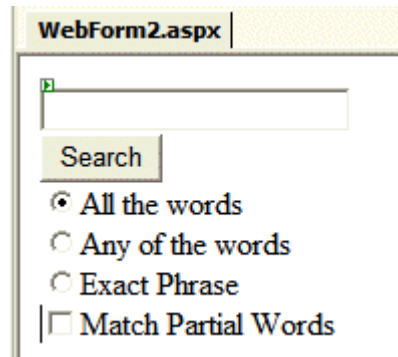 WebForm2.aspx
Search
All the words
Any of the words
Exact Phrase
Match Partial Words